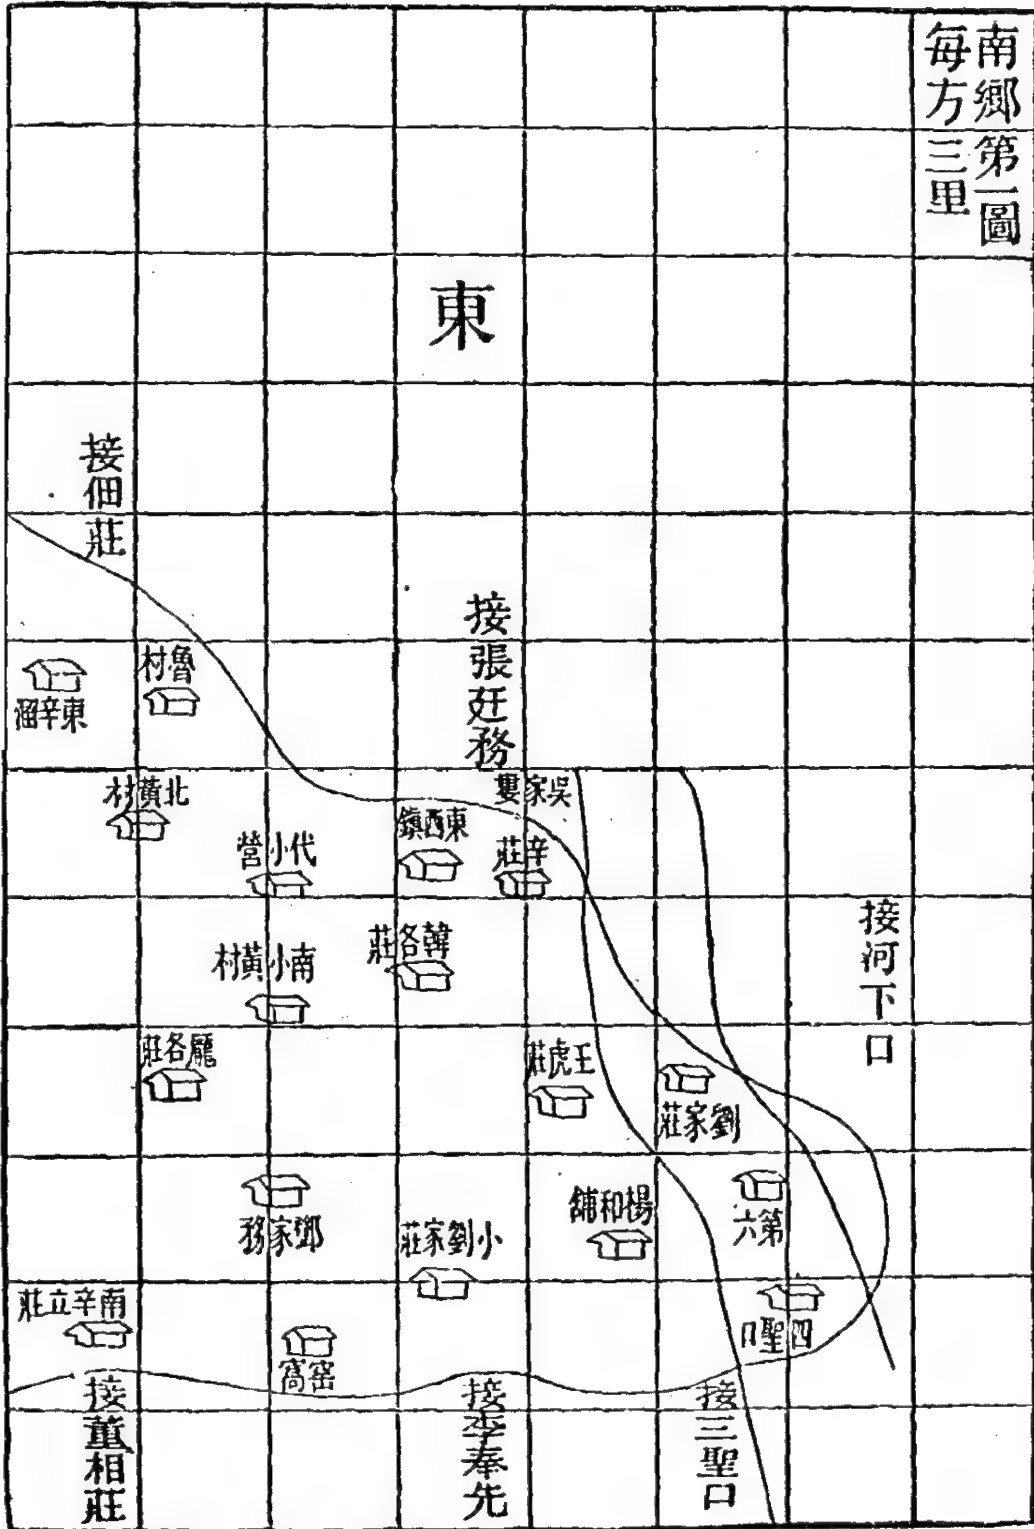 南鄉第一圖
每方三里
東
接佃莊
接張廷務
接河下口
魯村
東辛溜
北黃村
吳家婁
東西鎮
代小營
辛莊
韓各莊
南小黃村
龐各莊
王虎莊
劉家莊
楊和舖
第六
鄧家務
小劉家莊
南辛立莊
四聖口
窑窩
接董相莊
接李奉先
接三聖口